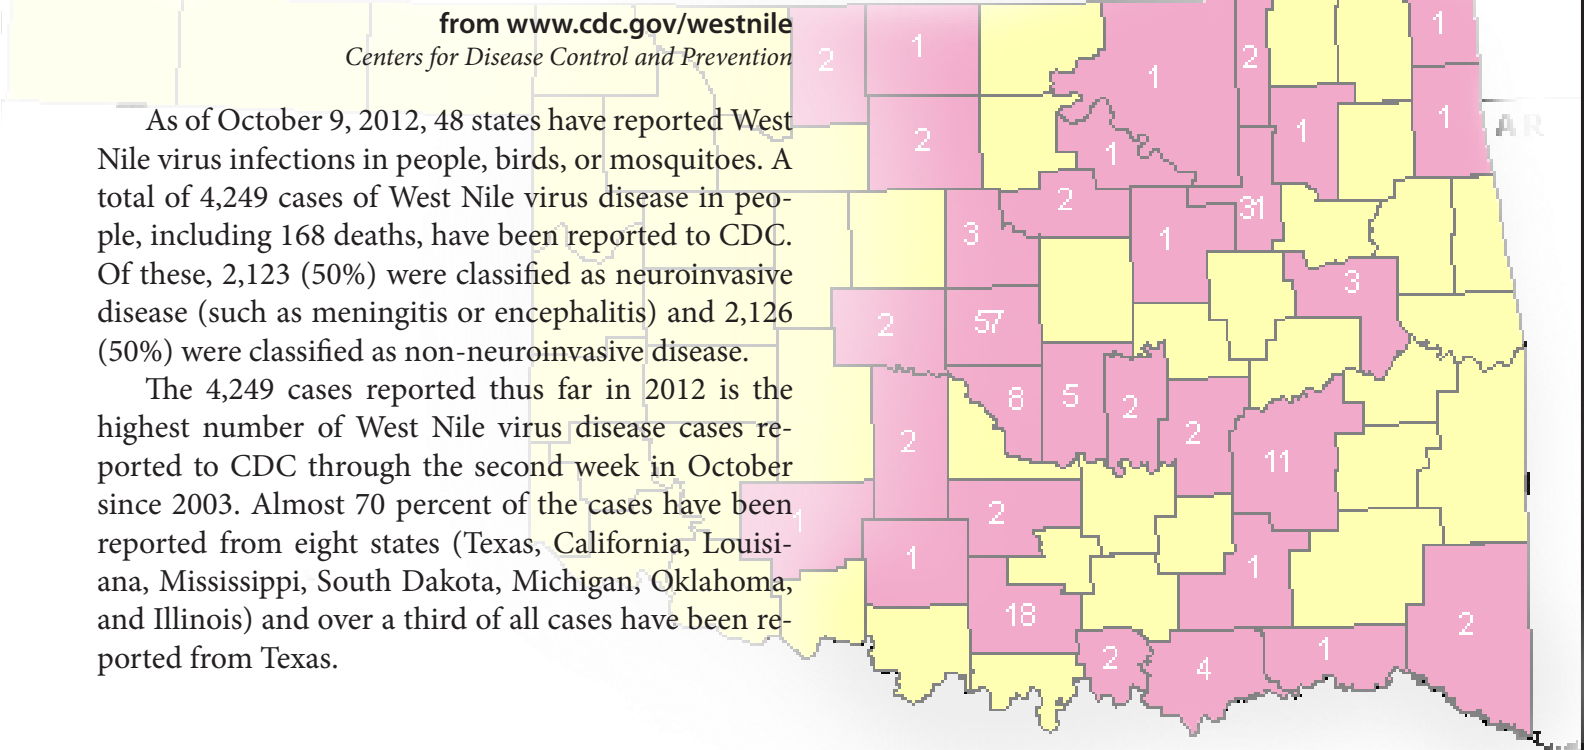 from www.cdc.gov/westnile
Centers for Disease Control and Prevention
As of October 9, 2012, 48 states have reported West
Nile virus infections in people, birds, or mosquitoes. A
total of 4,249 cases of West Nile virus disease in peo-
ple, including 168 deaths, have been reported to CDC.
Of these, 2,123 (50%) were classified as neuroinvasive
disease (such as meningitis or encephalitis) and 2,126
(50%) were classified as non-neuroinvasive disease.
The 4,249 cases reported thus far in 2012 is the
highest number of West Nile virus disease cases re-
ported to CDC through the second week in October
since 2003. Almost 70 percent of the cases have been
reported from eight states (Texas, California, Louisi-
ana, Mississippi, South Dakota, Michigan, Oklahoma,
and Illinois) and over a third of all cases have been re-
ported from Texas.
2 1 1 2 1
2 1 1 1 AR
3 2 1 31
2 57 3
8 5 2 2 11
2
1 2
1 18 1
2 4 1 2